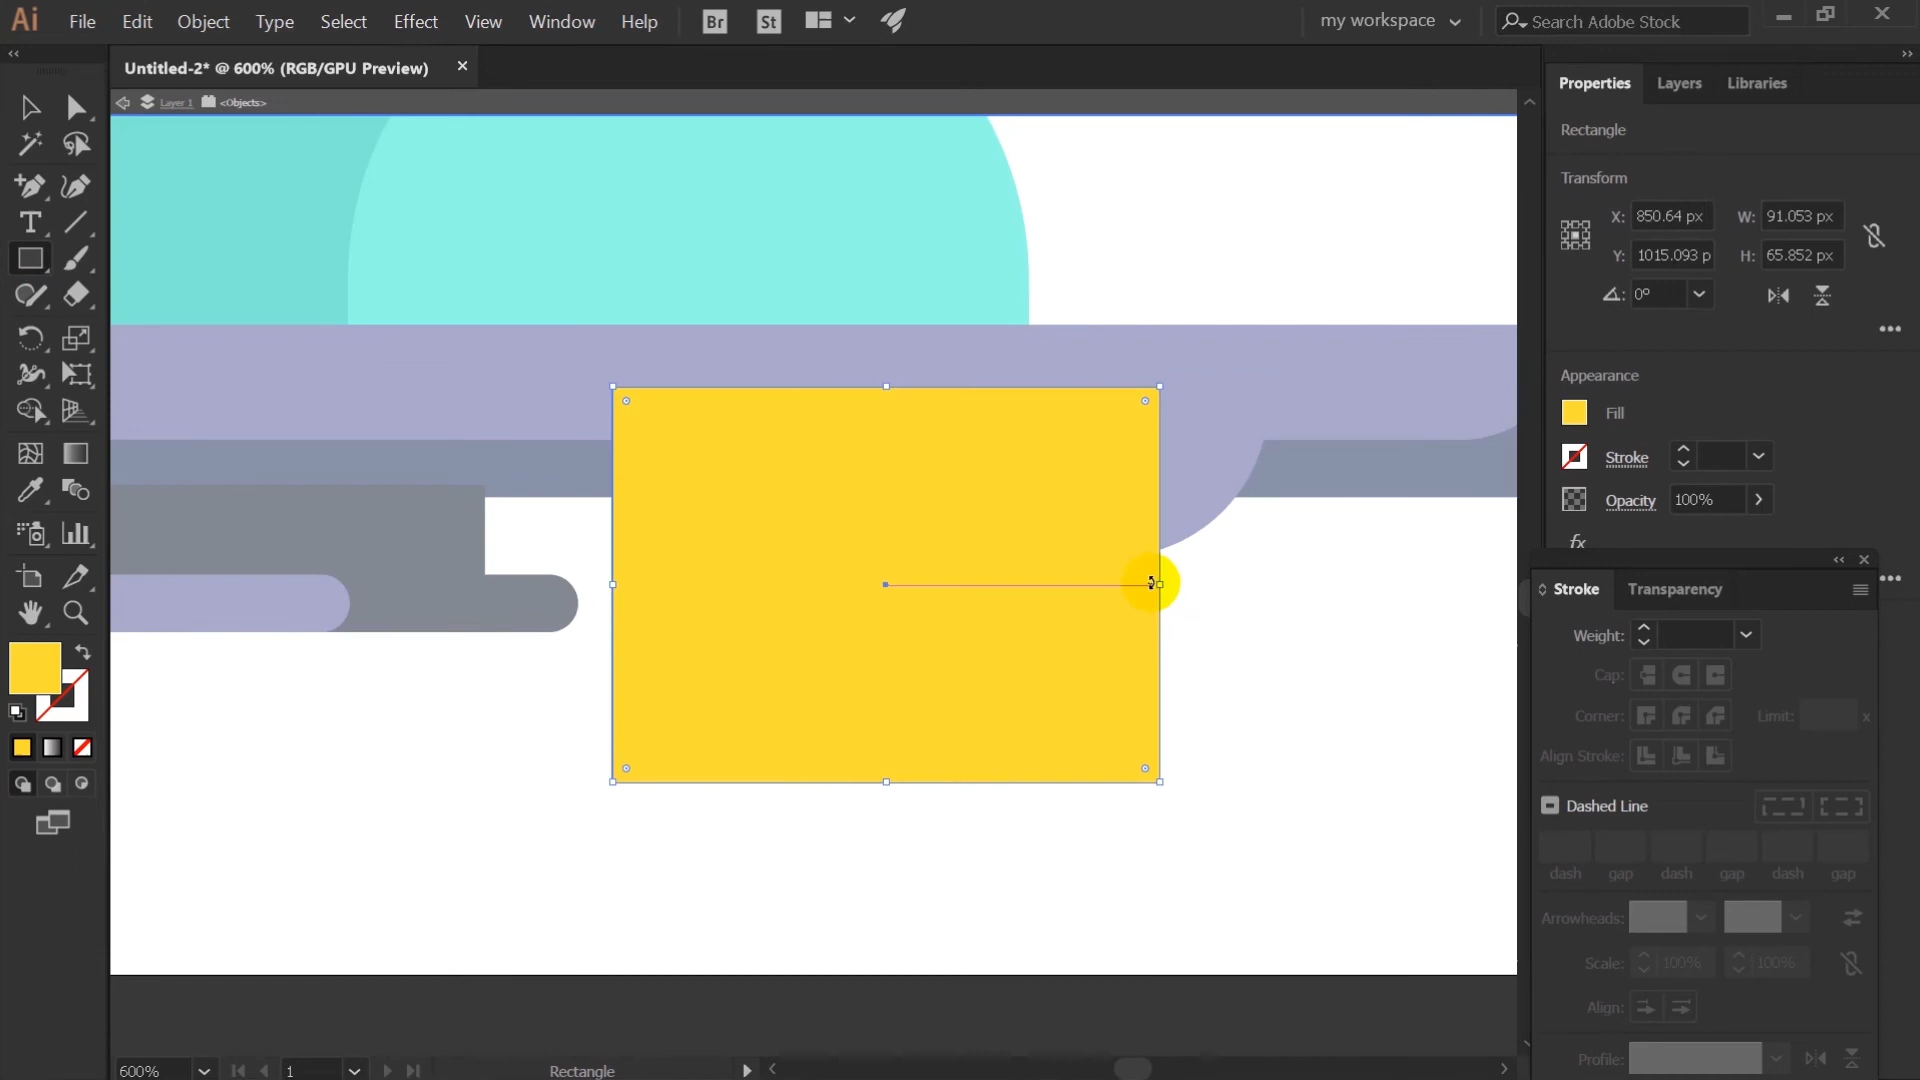 Ai File Edit Object Type Select Effect View Window Help Br St my workspace Search Adobe Stock
Untitled-2* @ 600% (RGB/GPU Preview)
Layer 1 <Objects>
Properties Layers Libraries
Rectangle
Transform
X: 850.64 px W: 91.053 px
Y: 1015.093 p H: 65.852 px
0°
Appearance
Fill
Stroke
Opacity 100%
fx
Stroke Transparency
Weight:
Cap:
Corner: Limit: x
Align Stroke:
Dashed Line
dash gap dash gap dash gap
Arrowheads:
Scale: 100% 100%
Align:
Profile:
600% 1 Rectangle